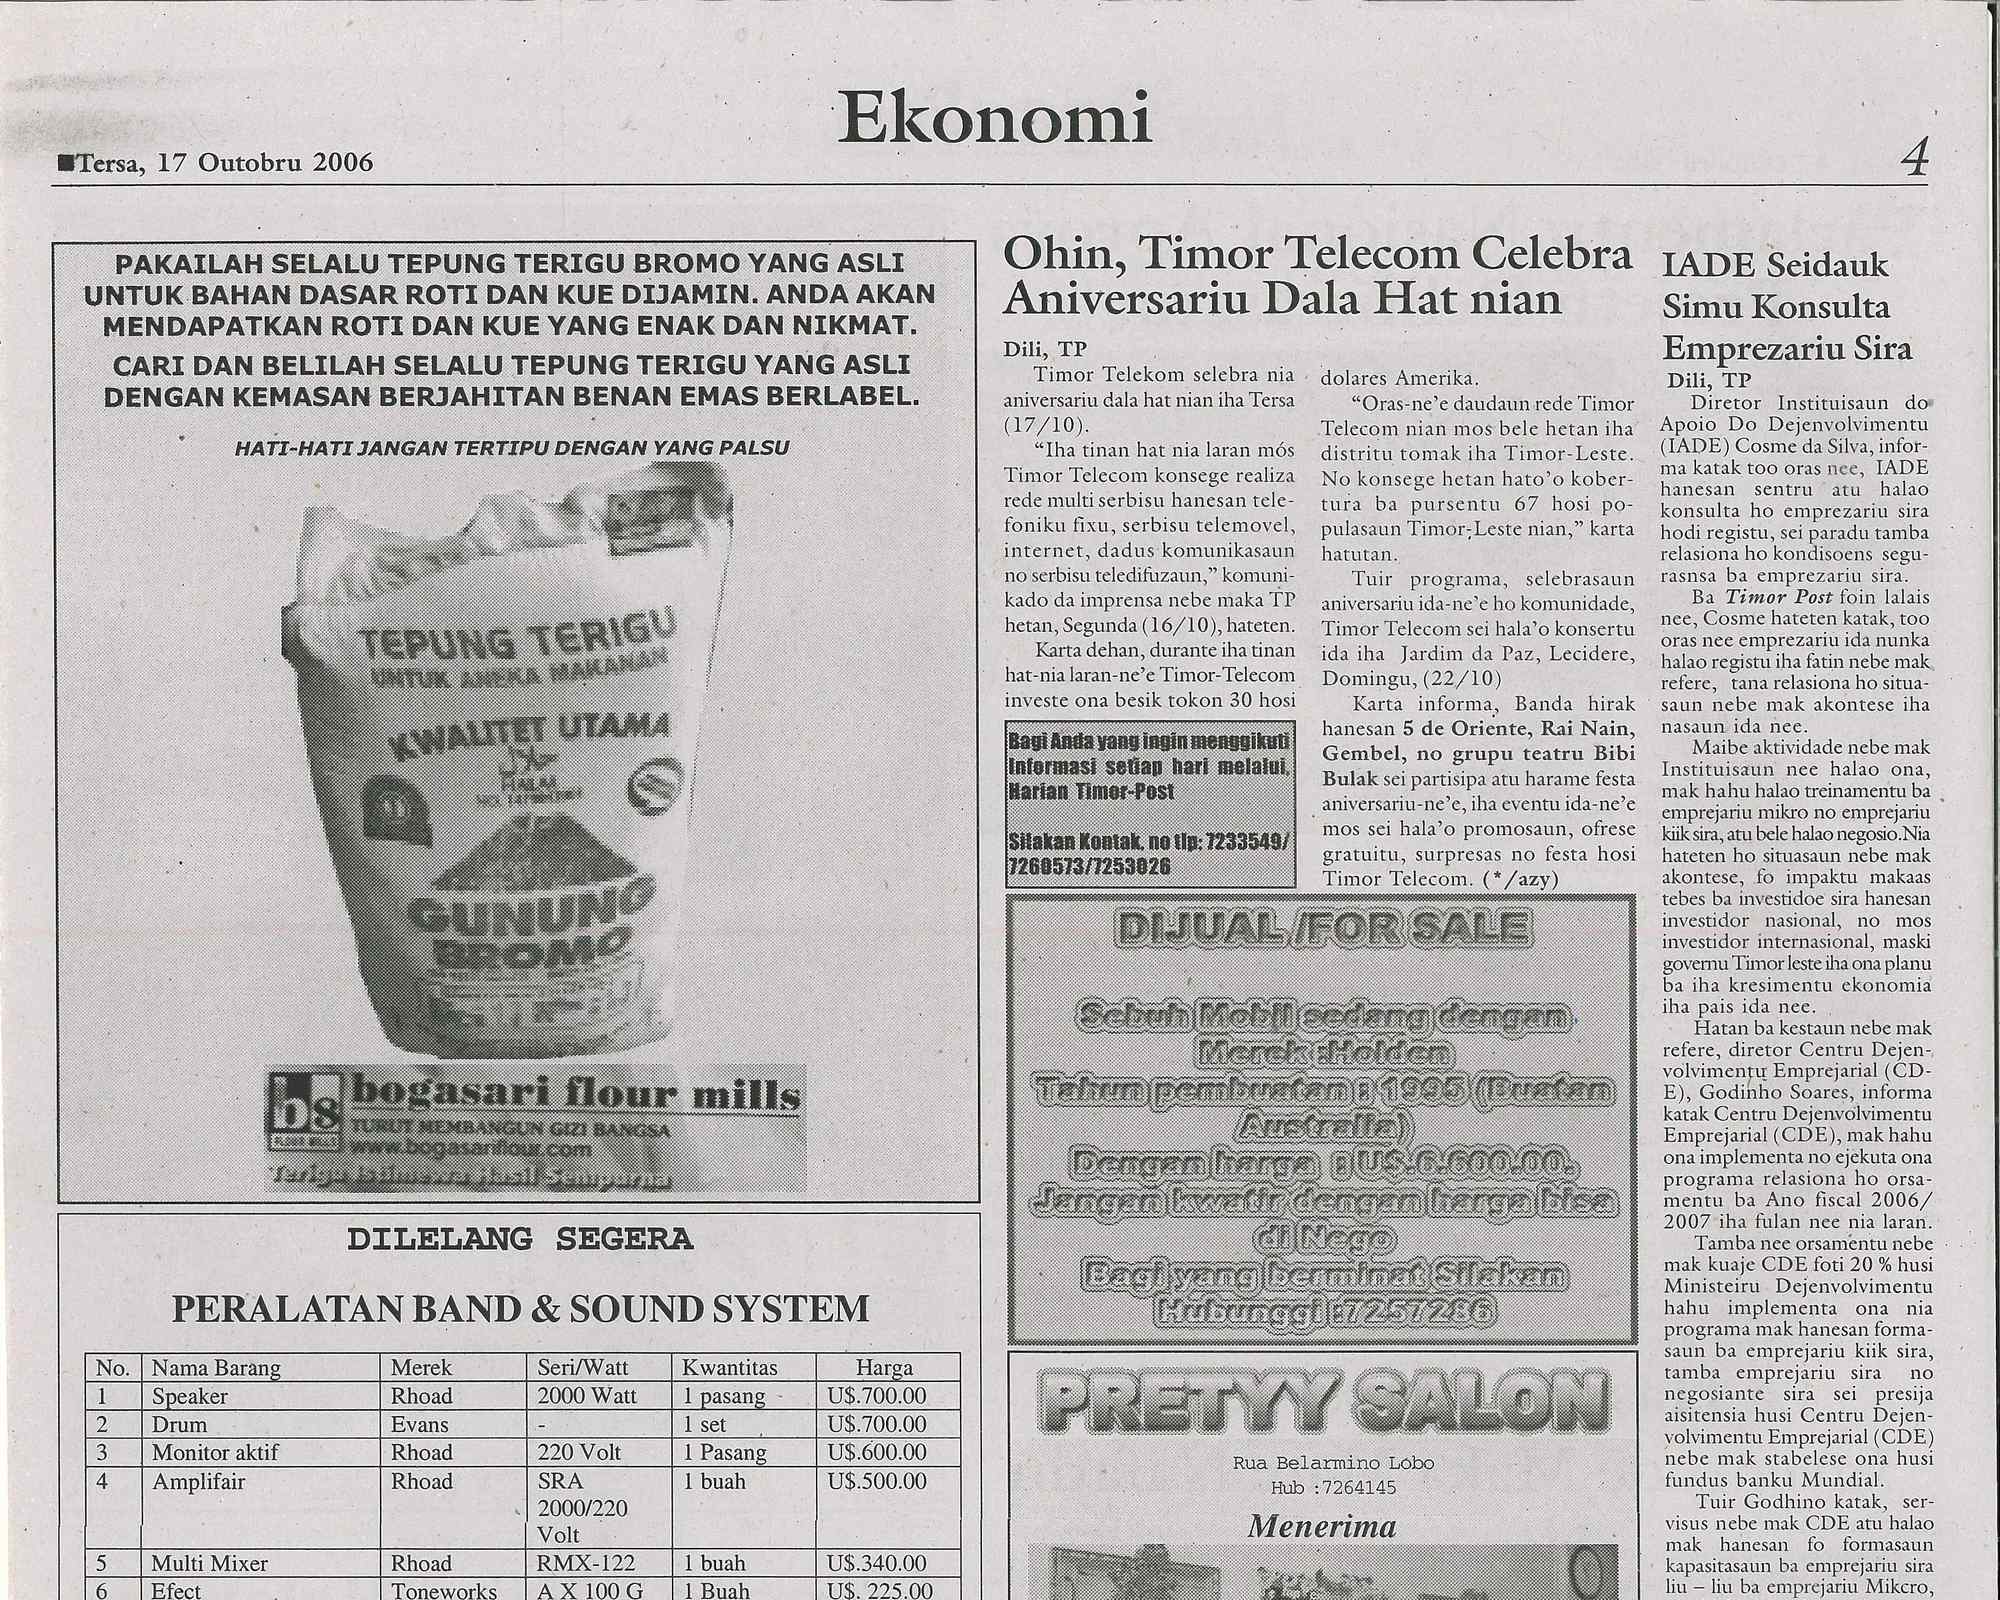 Ekonomi
■Tersa, 17 Outobru 2006
4
PAKAILAH SELALU TEPUNG TERIGU BROMO YANG ASLI
UNTUK BAHAN DASAR ROTI DAN KUE DIJAMIN. ANDA AKAN
MENDAPATKAN ROTI DAN KUE YANG ENAK DAN NIKMAT.
CARI DAN BELILAH SELALU TEPUNG TERIGU YANG ASLI
DENGAN KEMASAN BERJAHITAN BENAN EMAS BERLABEL.
HATI-HATI JANGAN TERTIPU DENGAN YANG PALSU
TEPUNG TERIGU
UNTUK ANEKA MAKANAN
KWALITET UTAMA
HALAL
GUNUNG
BROMO
bogasari flour mills
TURUT MEMBANGUN GIZI BANGSA
www.bogasariflour.com
Terigu Istimewa Hasil Sempurna
DILELANG SEGERA
PERALATAN BAND & SOUND SYSTEM
No. Nama Barang Merek Seri/Watt Kwantitas Harga
1 Speaker Rhoad 2000 Watt 1 pasang U$.700.00
2 Drum Evans - 1 set U$.700.00
3 Monitor aktif Rhoad 220 Volt 1 Pasang U$.600.00
4 Amplifair Rhoad SRA 1 buah U$.500.00
2000/220
Volt
5 Multi Mixer Rhoad RMX-122 1 buah U$.340.00
6 Efect Toneworks A X 100 G 1 Buah U$. 225.00
Ohin, Timor Telecom Celebra
Aniversariu Dala Hat nian
Dili, TP
Timor Telekom selebra nia
aniversariu dala hat nian iha Tersa
(17/10).
“Iha tinan hat nia laran mós
Timor Telecom konsege realiza
rede multi serbisu hanesan tele-
foniku fixu, serbisu telemovel,
internet, dadus komunikasaun
no serbisu teledifuzaun,” komuni-
kado da imprensa nebe maka TP
hetan, Segunda (16/10), hateten.
Karta dehan, durante iha tinan
hat-nia laran-ne’e Timor-Telecom
investe ona besik tokon 30 hosi
dolares Amerika.
“Oras-ne’e daudaun rede Timor
Telecom nian mos bele hetan iha
distritu tomak iha Timor-Leste.
No konsege hetan hato’o kober-
tura ba pursentu 67 hosi po-
pulasaun Timor-Leste nian,” karta
hatutan.
Tuir programa, selebrasaun
aniversariu ida-ne’e ho komunidade,
Timor Telecom sei hala’o konsertu
ida iha Jardim da Paz, Lecidere,
Domingu, (22/10)
Karta informa, Banda hirak
hanesan 5 de Oriente, Rai Nain,
Gembel, no grupu teatru Bibi
Bulak sei partisipa atu harame festa
aniversariu-ne’e, iha eventu ida-ne’e
mos sei hala’o promosaun, ofrese
gratuitu, surpresas no festa hosi
Timor Telecom. (*/azy)
Bagi Anda yang ingin menggikuti
Informasi setiap hari melalui,
Harian Timor-Post
Silakan Kontak, no tlp: 7233549/
7260573/7253026
DIJUAL /FOR SALE
Sebuh Mobil sedang dengan
Merek :Holden
Tahun pembuatan : 1995 (Buatan
Australia)
Dengan harga : U$.6.600.00.
Jangan kwatir dengan harga bisa
di Nego
Bagi yang berminat Silakan
Hubunggi :7257286
PRETYY SALON
Rua Belarmino Lobo
Hub :7264145
Menerima
IADE Seidauk
Simu Konsulta
Emprezariu Sira
Dili, TP
Diretor Instituisaun do
Apoio Do Dejenvolvimentu
(IADE) Cosme da Silva, infor-
ma katak too oras nee, IADE
hanesan sentru atu halao
konsulta ho emprezariu sira
hodi registu, sei paradu tamba
relasiona ho kondisoens segu-
rasnsa ba emprezariu sira.
Ba Timor Post foin lalais
nee, Cosme hateten katak, too
oras nee emprezariu ida nunka
halao registu iha fatin nebe mak
refere, tana relasiona ho situa-
saun nebe mak akontese iha
nasaun ida nee.
Maibe aktividade nebe mak
Instituisaun nee halao ona,
mak hahu halao treinamentu ba
emprejariu mikro no emprejariu
kiik sira, atu bele halao negosio.Nia
hateten ho situasaun nebe mak
akontese, fo impaktu makaas
tebes ba investidoe sira hanesan
investidor nasional, no mos
investidor internasional, maski
governu Timor leste iha ona planu
ba iha kresimentu ekonomia
iha pais ida nee.
Hatan ba kestaun nebe mak
refere, diretor Centru Dejen-
volvimentu Emprejarial (CD-
E), Godinho Soares, informa
katak Centru Dejenvolvimentu
Emprejarial (CDE), mak hahu
ona implementa no ejekuta ona
programa relasiona ho orsa-
mentu ba Ano fiscal 2006/
2007 iha fulan nee nia laran.
Tamba nee orsamentu nebe
mak kuaje CDE foti 20 % husi
Ministeiru Dejenvolvimentu
hahu implementa ona nia
programa mak hanesan forma-
saun ba emprejariu kiik sira,
tamba emprejariu sira no
negosiante sira sei presija
aisitensia husi Centru Dejen-
volvimentu Emprejarial (CDE)
nebe mak stabelese ona husi
fundus banku Mundial.
Tuir Godhino katak, ser-
visus nebe mak CDE atu halao
mak hanesan fo formasaun
kapasitasaun ba emprejariu sira
liu – liu ba emprejariu Mikcro,